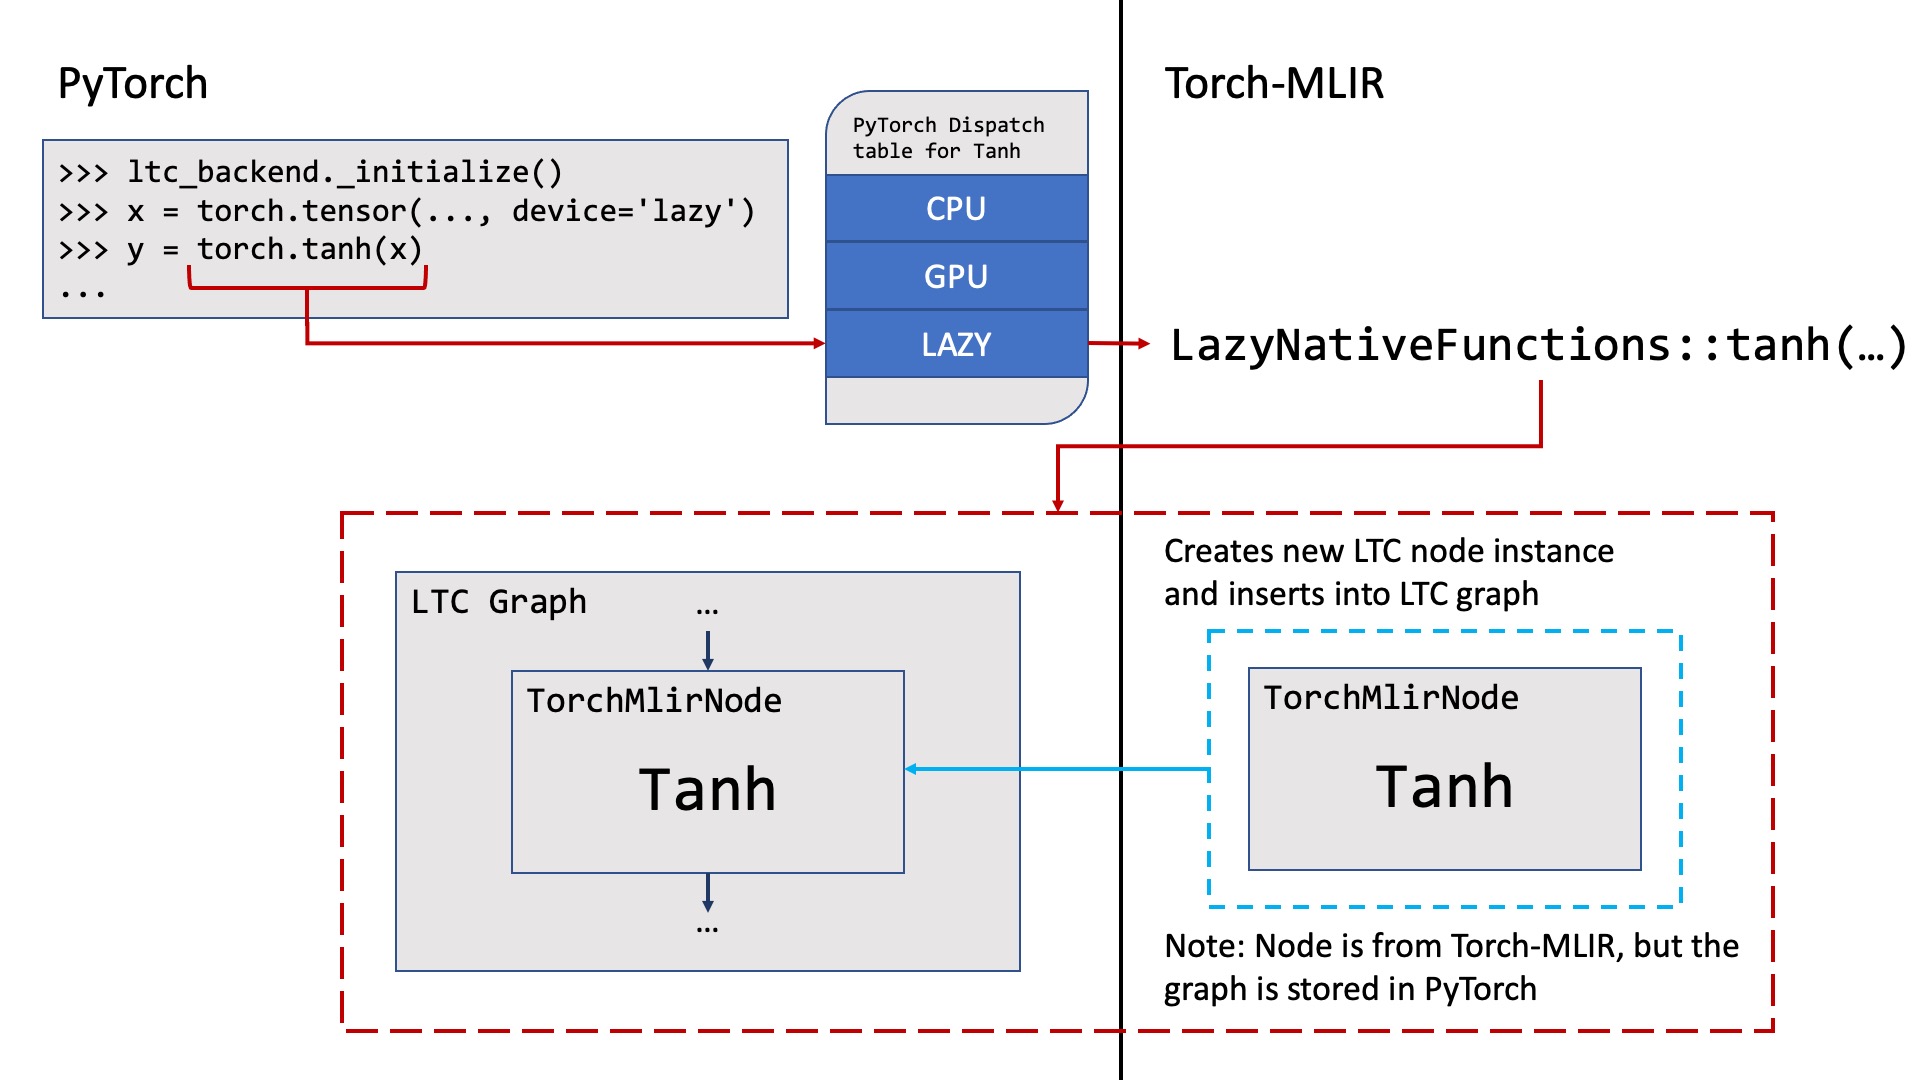 PyTorch
>>> ltc_backend._initialize()
>>> x = torch.tensor(..., device='lazy')
>>> y = torch.tanh(x)
...
PyTorch Dispatch
table for Tanh
CPU
GPU
LAZY
Torch-MLIR
LazyNativeFunctions::tanh(…)
LTC Graph
…
TorchMlirNode
Tanh
…
Creates new LTC node instance
and inserts into LTC graph
TorchMlirNode
Tanh
Note: Node is from Torch-MLIR, but the
graph is stored in PyTorch